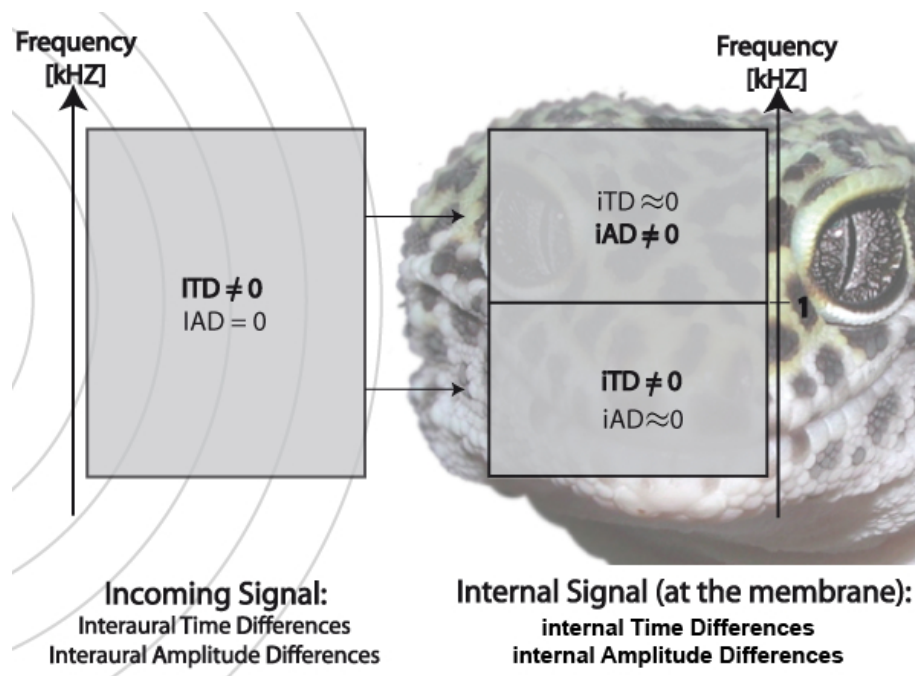 Frequency
[kHZ]
ITD ≠ 0
IAD = 0
Incoming Signal:
Interaural Time Differences
Interaural Amplitude Differences
Frequency
[kHZ]
iTD ≈0
iAD ≠ 0
1
iTD ≠ 0
iAD≈0
Internal Signal (at the membrane):
internal Time Differences
internal Amplitude Differences